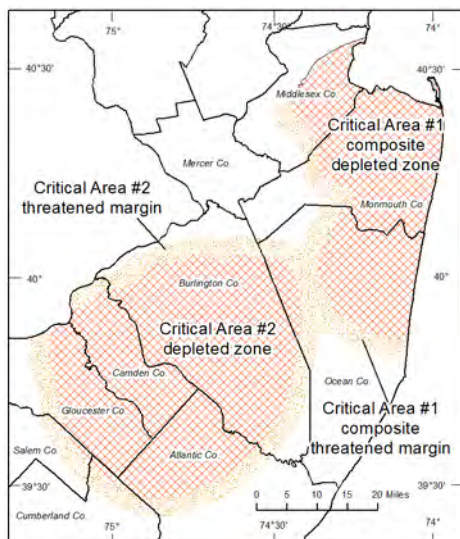 75°
74°30'
74°
40°30'
40°30'
Middlesex Co.
Critical Area #1
composite
depleted zone
Mercer Co.
Critical Area #2
threatened margin
Monmouth Co.
40°
40°
Burlington Co.
Critical Area #2
depleted zone
Camden Co.
Ocean Co.
Gloucester Co.
Critical Area #1
composite
threatened margin
Salem Co.
Atlantic Co.
39°30'
39°30'
0 5 10 15 20 Miles
Cumberland Co.
75°
74°30'
74°